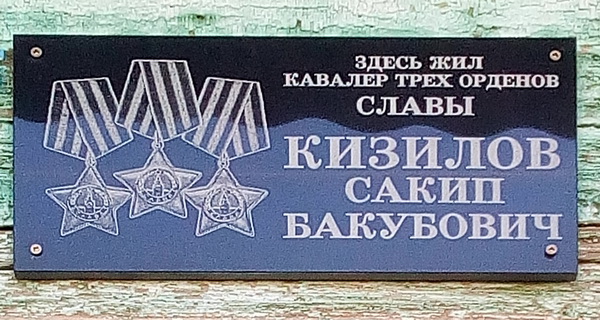 ЗДЕСЬ ЖИЛ
КАВАЛЕР ТРЕХ ОРДЕНОВ
СЛАВЫ
КИЗИЛОВ
САКИП
БАКУБОВИЧ